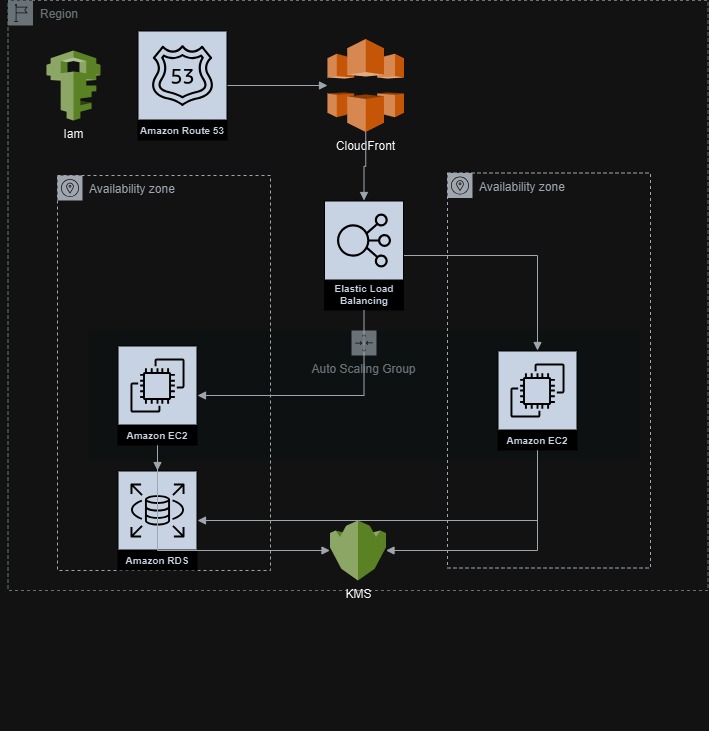 Region
53
Iam
Amazon Route 53
CloudFront
Availability zone
Availability zone
Elastic Load
Balancing
Auto Scaling Group
Amazon EC2
Amazon EC2
Amazon RDS
KMS